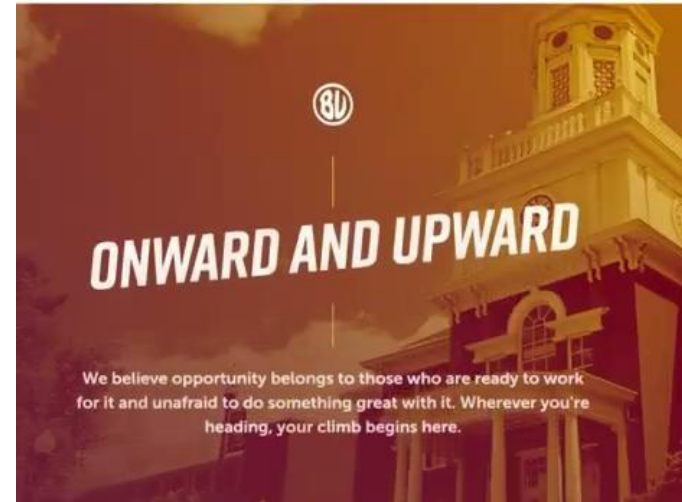 BU
ONWARD AND UPWARD
We believe opportunity belongs to those who are ready to work
for it and unafraid to do something great with it. Wherever you're
heading, your climb begins here.